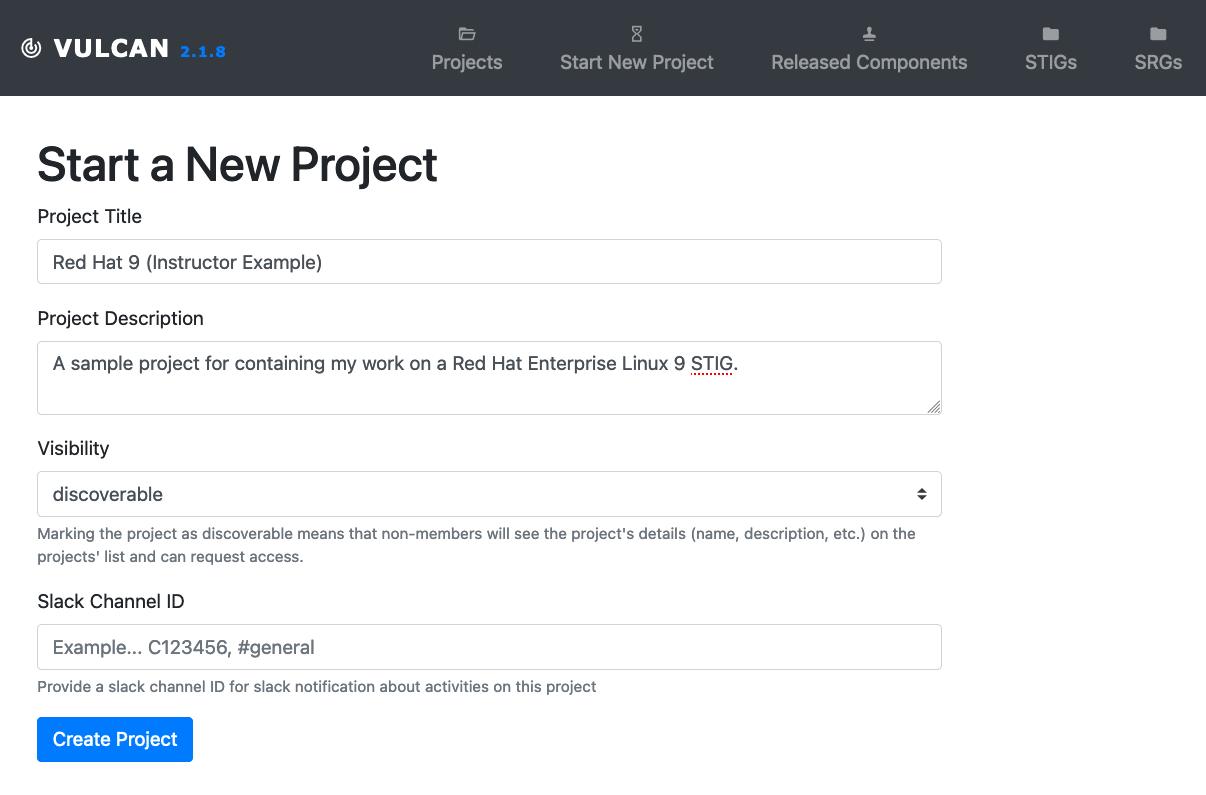 VULCAN 2.1.8
Projects
Start New Project
Released Components
STIGs
SRGs
Start a New Project
Project Title
Red Hat 9 (Instructor Example)
Project Description
A sample project for containing my work on a Red Hat Enterprise Linux 9 STIG.
Visibility
discoverable
Marking the project as discoverable means that non-members will see the project's details (name, description, etc.) on the
projects' list and can request access.
Slack Channel ID
Example... C123456, #general
Provide a slack channel ID for slack notification about activities on this project
Create Project